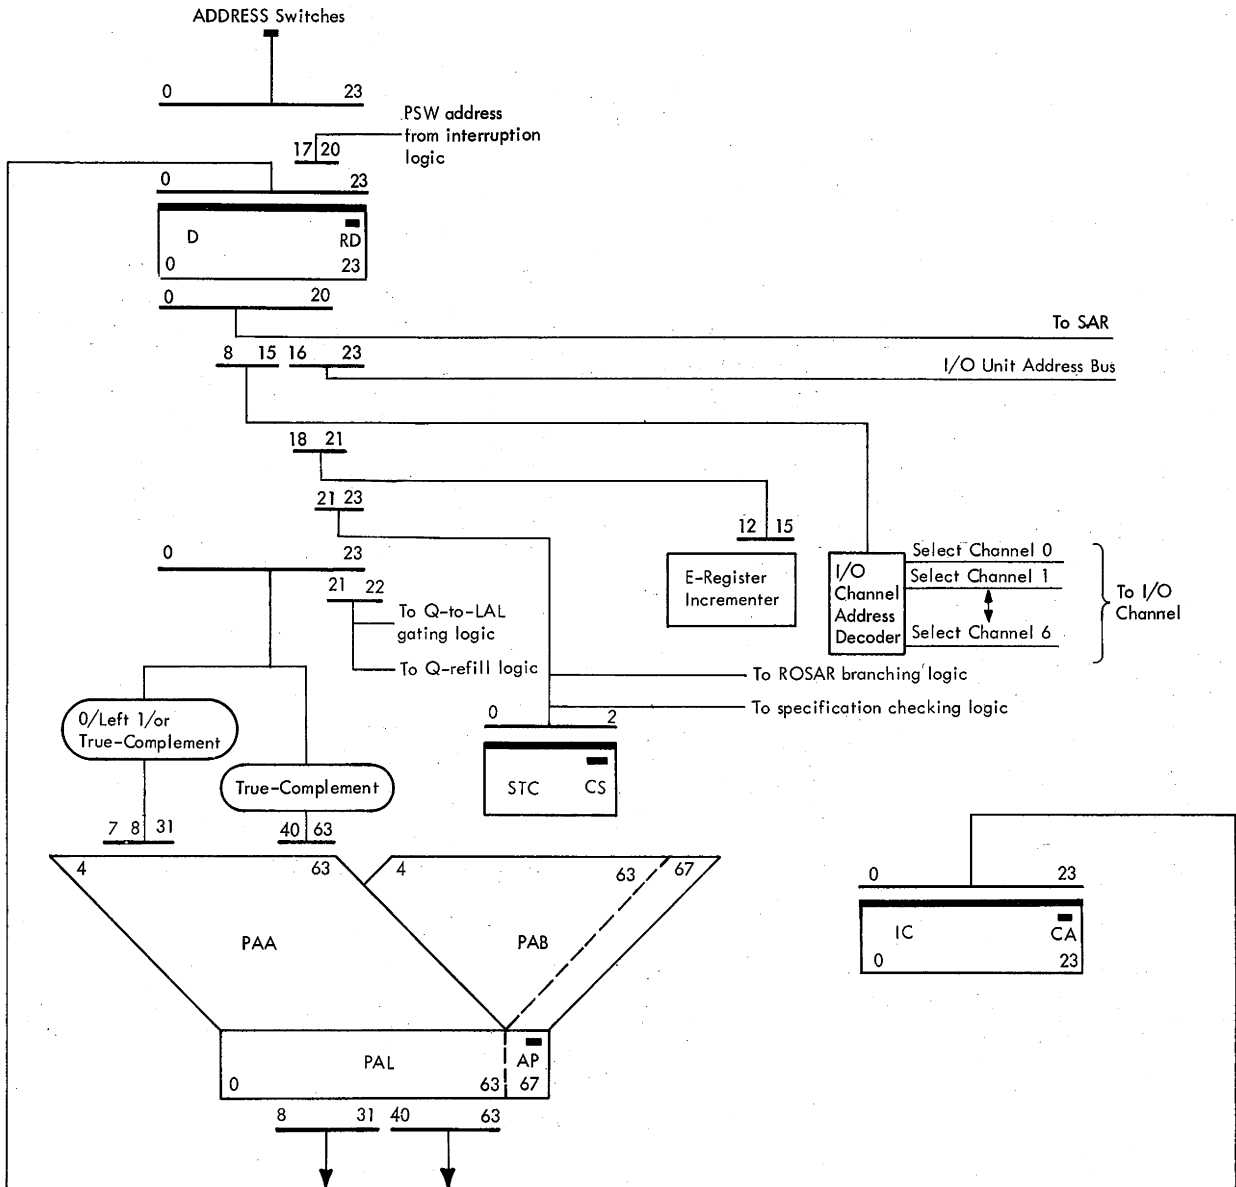 ADDRESS Switches
0 23
PSW address
from interruption
logic
17 20
0 23
D RD
0 23
0 20
To SAR
8 15 16 23
I/O Unit Address Bus
18 21
21 23
12 15
0 23
E-Register
Incrementer
I/O
Channel
Address
Decoder
Select Channel 0
Select Channel 1
Select Channel 6
To I/O
Channel
21 22
To Q-to-LAL
gating logic
To Q-refill logic
To ROSAR branching logic
To specification checking logic
0 2
0/Left 1/or
True-Complement
True-Complement
STC CS
7 8 31
40 63
4 63
4 63 67
PAA
PAB
0 23
IC CA
0 23
PAL AP
0 63 67
8 31 40 63